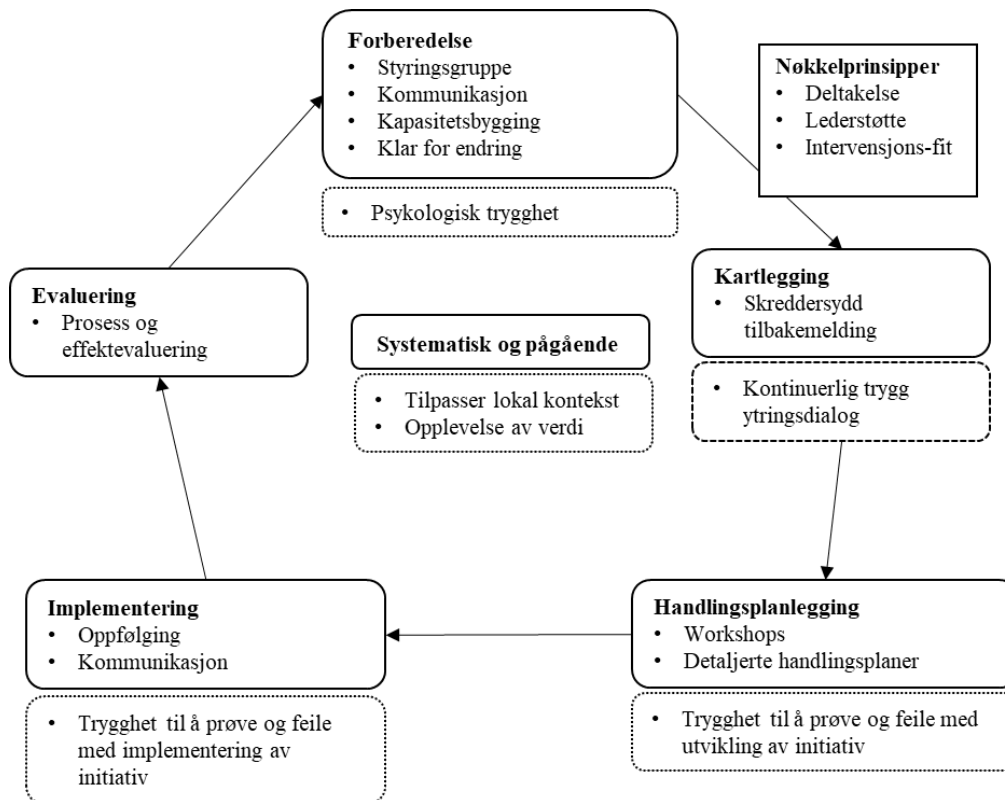 Forberedelse
• Styringsgruppe
• Kommunikasjon
• Kapasitetsbygging
• Klar for endring
• Psykologisk trygghet
Nøkkelprinsipper
• Deltakelse
• Lederstøtte
• Intervensjons-fit
Kartlegging
• Skreddersydd
tilbakemelding
• Kontinuerlig trygg
ytringsdialog
Evaluering
• Prosess og
effektevaluering
Systematisk og pågående
• Tilpasser lokal kontekst
• Opplevelse av verdi
Implementering
• Oppfølging
• Kommunikasjon
• Trygghet til å prøve og feile
med implementering av
initiativ
Handlingsplanlegging
• Workshops
• Detaljerte handlingsplaner
• Trygghet til å prøve og feile med
utvikling av initiativ